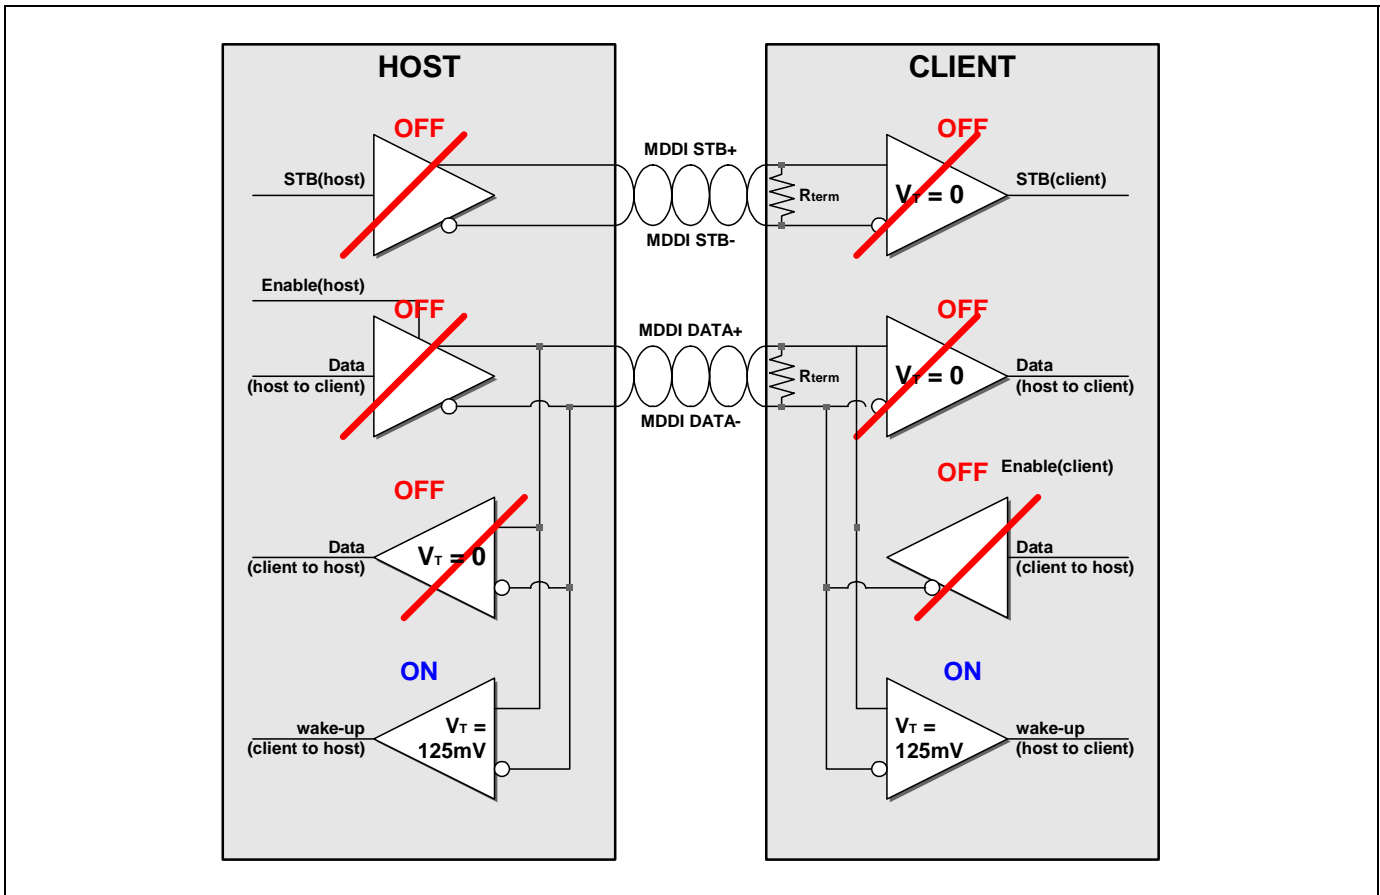 HOST
CLIENT
OFF
OFF
MDDI STB+
STB(host)
Rterm
VT = 0
STB(client)
MDDI STB-
Enable(host)
OFF
OFF
MDDI DATA+
Data
(host to client)
Rterm
VT = 0
Data
(host to client)
MDDI DATA-
OFF
OFF
Enable(client)
Data
(client to host)
VT = 0
Data
(client to host)
ON
ON
wake-up
(client to host)
VT =
125mV
VT =
125mV
wake-up
(host to client)